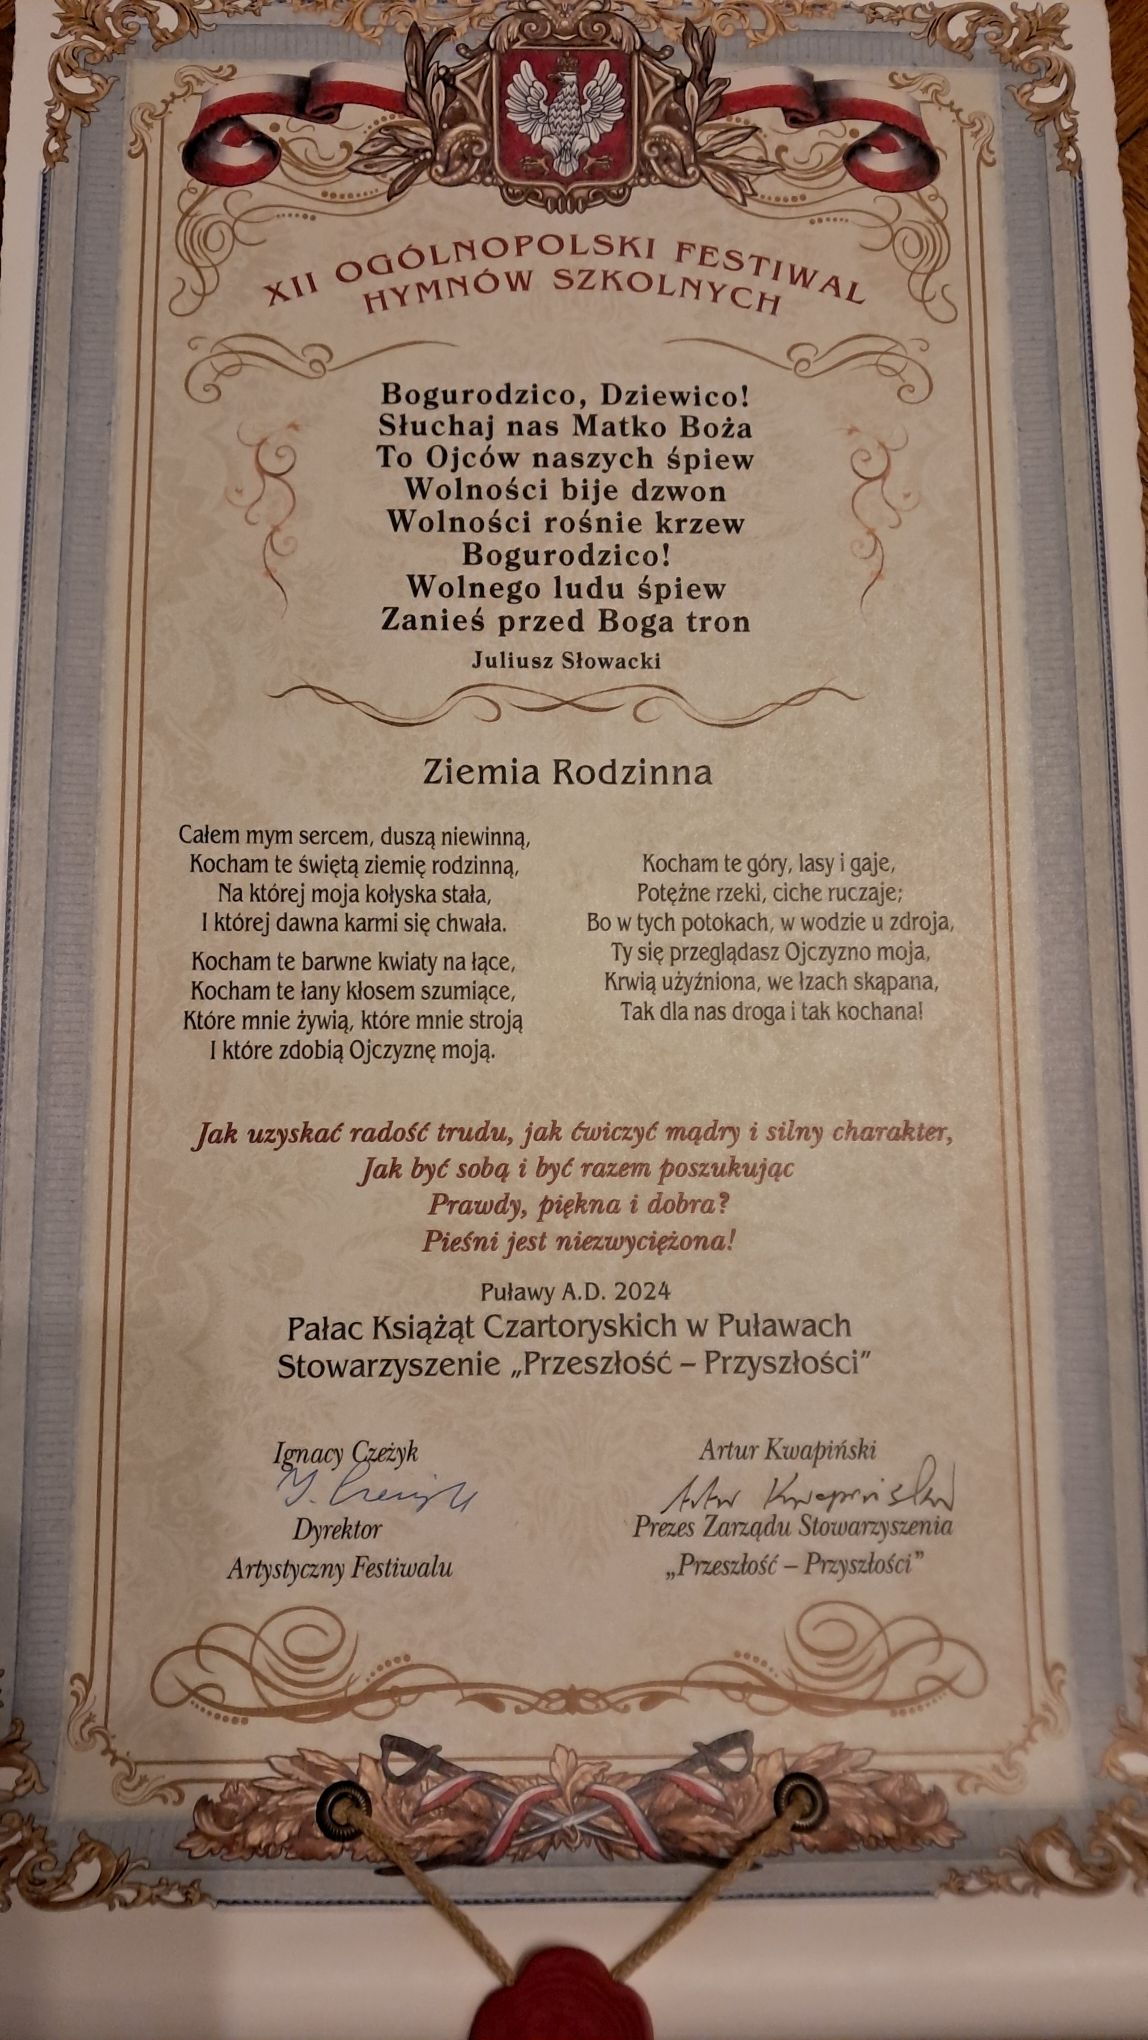 XII OGÓLNOPOLSKI FESTIWAL
HYMNÓW SZKOLNYCH
Bogurodzico, Dziewico!
Słuchaj nas Matko Boża
To Ojców naszych śpiew
Wolności bije dzwon
Wolności rośnie krzew
Bogurodzico!
Wolnego ludu śpiew
Zanieś przed Boga tron
Juliusz Słowacki
Ziemia Rodzinna
Całem mym sercem, duszą niewinną,
Kocham te świętą ziemię rodzinną,
Na której moja kołyska stała,
I której dawna karmi się chwała.
Kocham te barwne kwiaty na łące,
Kocham te łany kłosem szumiące,
Które mnie żywią, które mnie stroją
I które zdobią Ojczyznę moją.
Kocham te góry, lasy i gaje,
Potężne rzeki, ciche ruczaje;
Bo w tych potokach, w wodzie u zdroja,
Ty się przeglądasz Ojczyzno moja,
Krwią użyźniona, we łzach skąpana,
Tak dla nas droga i tak kochana!
Jak uzyskać radość trudu, jak ćwiczyć mądry i silny charakter,
Jak być sobą i być razem poszukując
Prawdy, piękna i dobra?
Pieśni jest niezwyciężona!
Puławy A.D. 2024
Pałac Książąt Czartoryskich w Puławach
Stowarzyszenie „Przeszłość – Przyszłości”
Ignacy Czeżyk
I. Czeżyk
Dyrektor
Artystyczny Festiwalu
Artur Kwapiński
Artur Kwapiński
Prezes Zarządu Stowarzyszenia
„Przeszłość – Przyszłości”